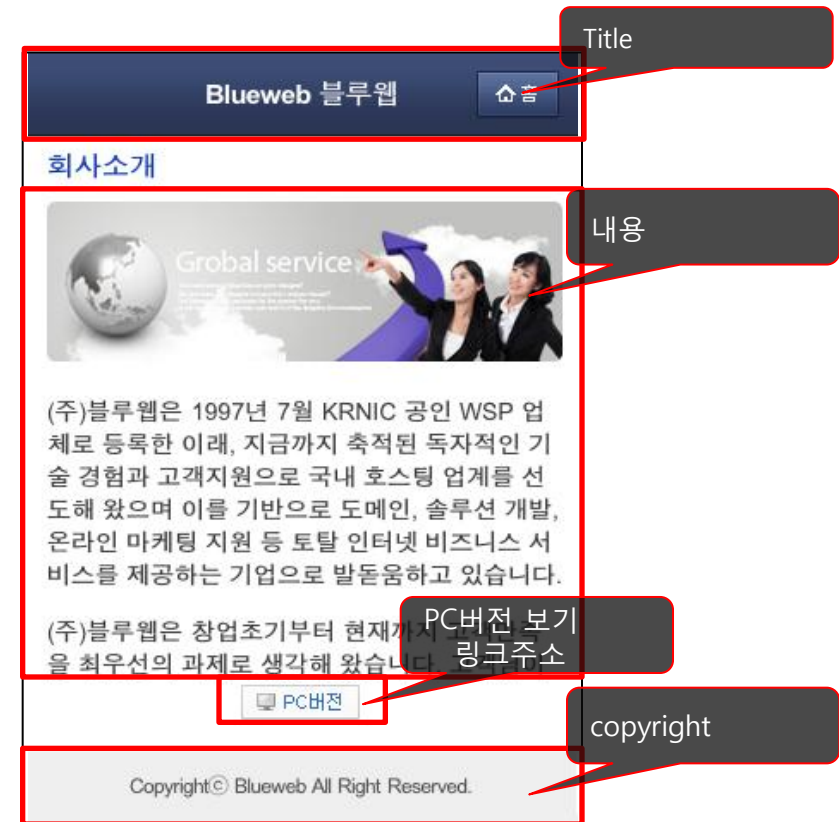 Title
Blueweb 블루웹
홈
회사소개
내용
Grobal service
(주)블루웹은 1997년 7월 KRNIC 공인 WSP 업
체로 등록한 이래, 지금까지 축적된 독자적인 기
술 경험과 고객지원으로 국내 호스팅 업계를 선
도해 왔으며 이를 기반으로 도메인, 솔루션 개발,
온라인 마케팅 지원 등 토탈 인터넷 비즈니스 서
비스를 제공하는 기업으로 발돋움하고 있습니다.
PC버전 보기
링크주소
(주)블루웹은 창업초기부터 현재까지 고객만족
을 최우선의 과제로 생각해 왔습니다.
PC버전
copyright
Copyrightⓒ Blueweb All Right Reserved.